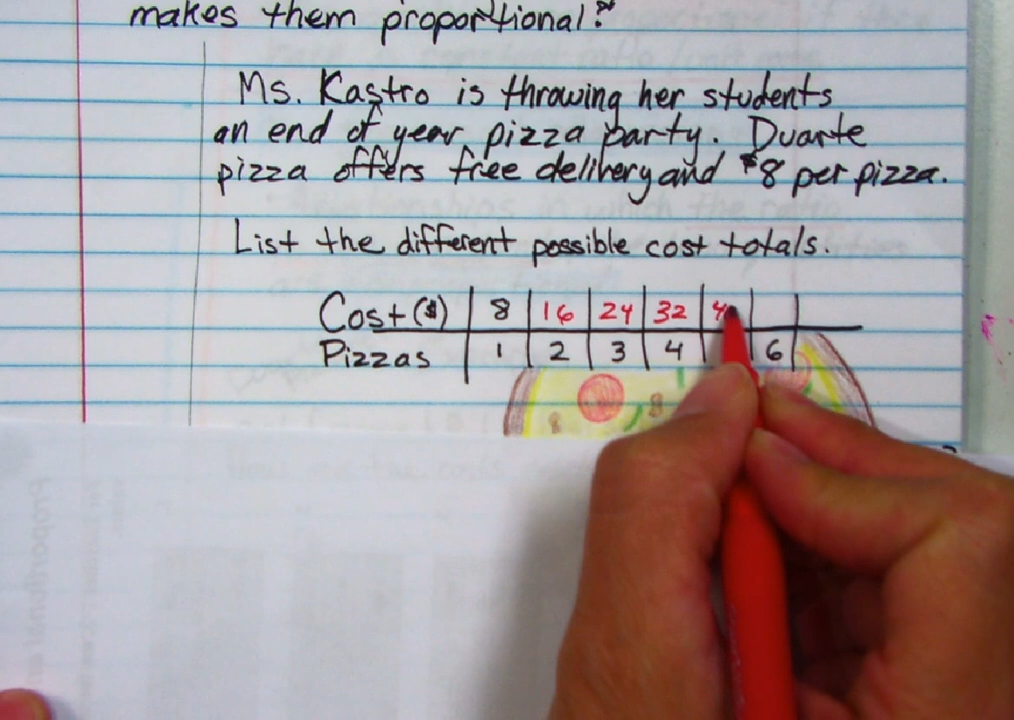 makes them proportional?
Ms. Kastro is throwing her students
an end of year pizza party. Duarte
pizza offers free delivery and $8 per pizza.
List the different possible cost totals.
Cost ($) 8 16 24 32 4
Pizzas 1 2 3 4 6